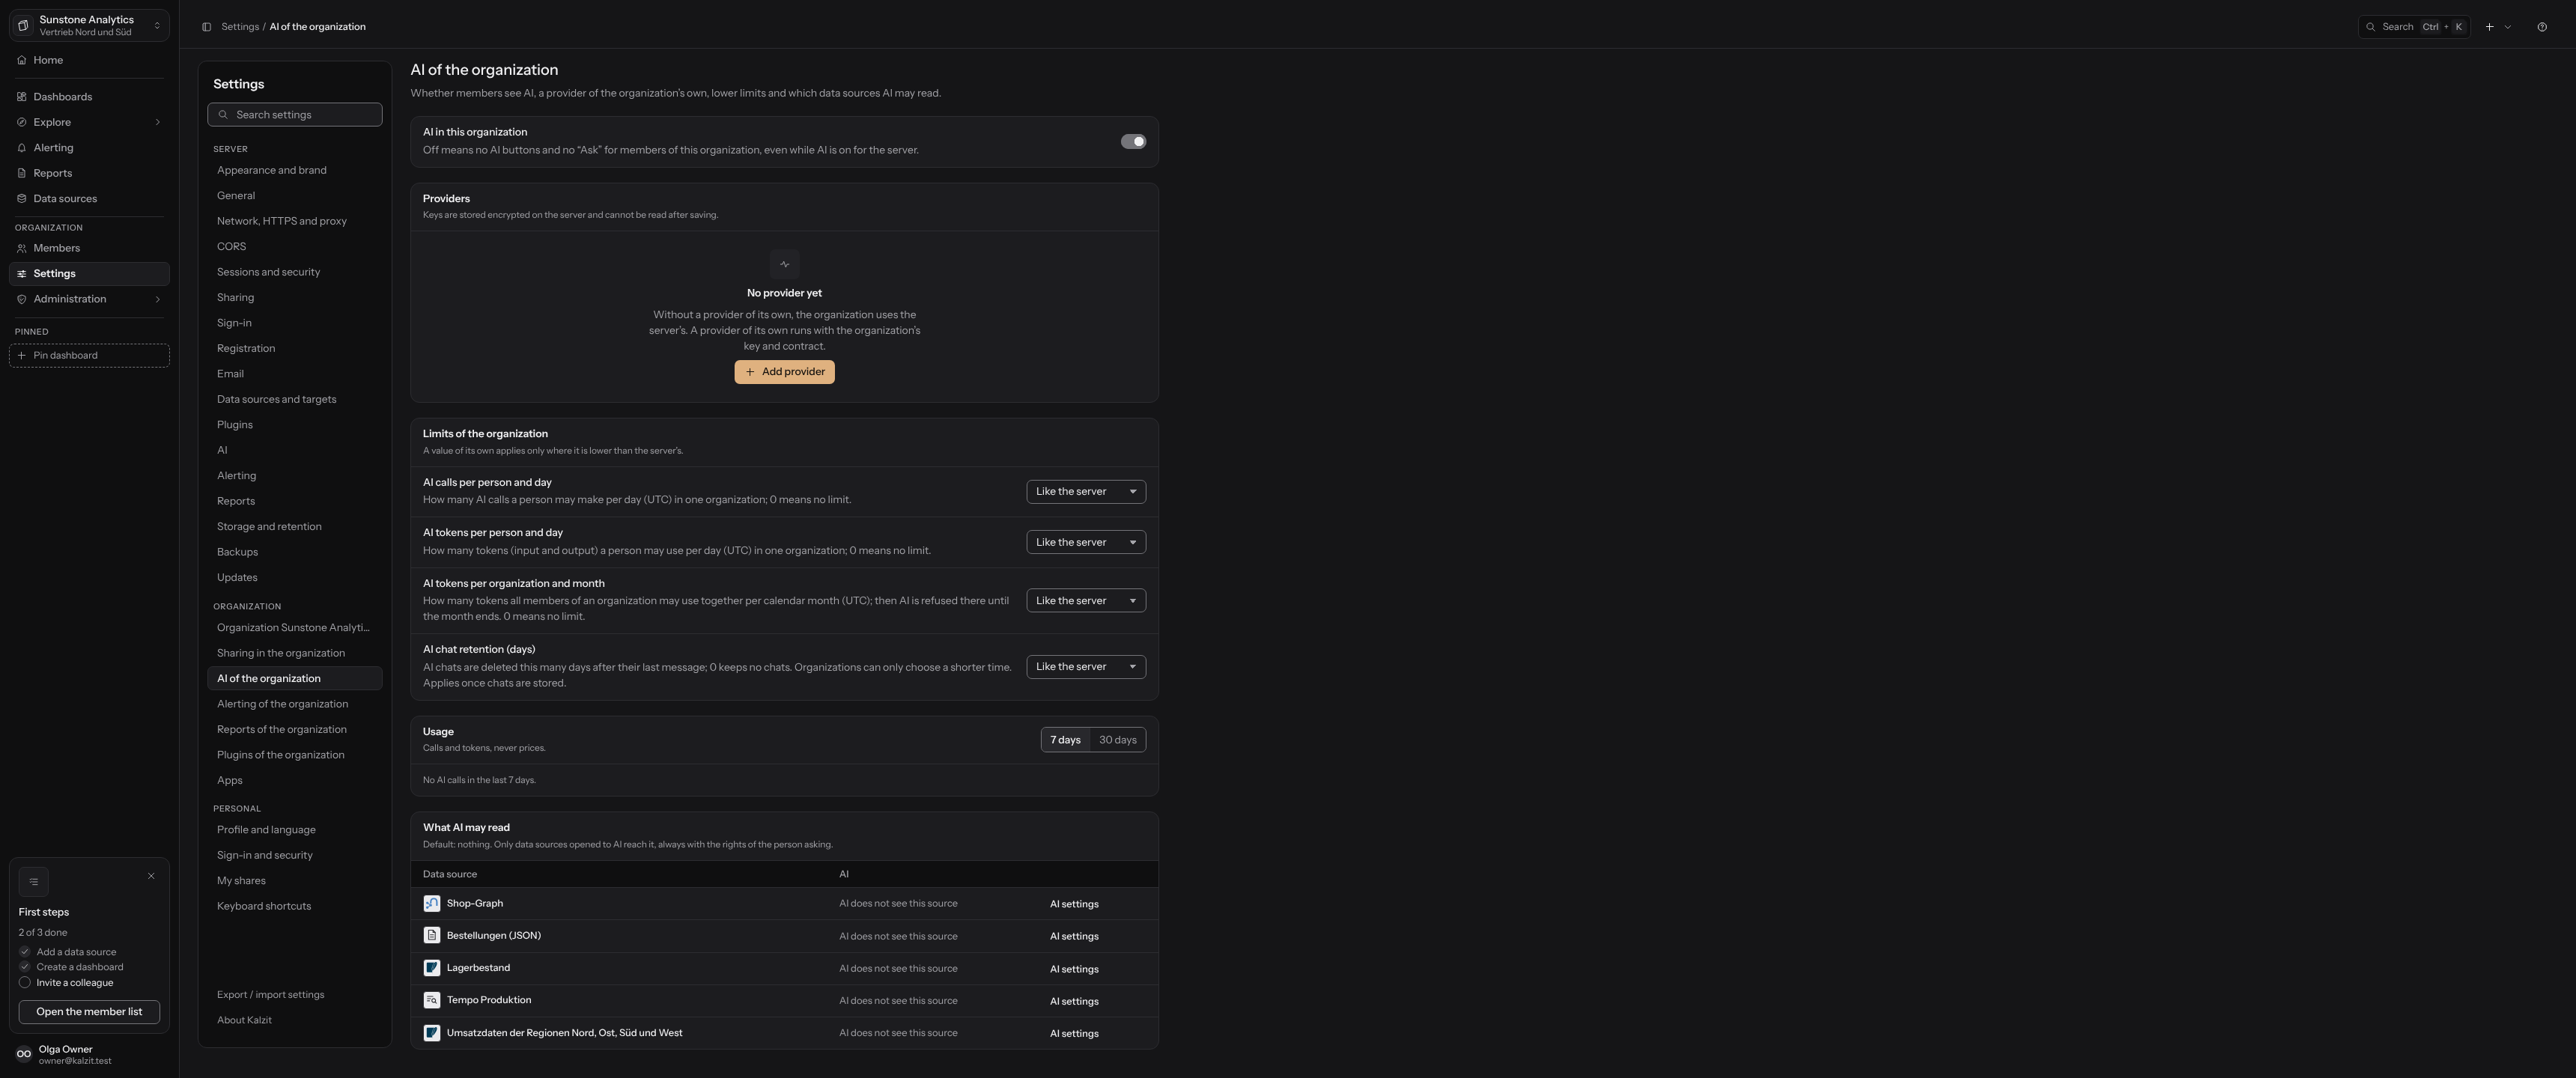 Sunstone Analytics
Vertrieb Nord und Süd
Home
Dashboards
Explore
Alerting
Reports
Data sources
ORGANIZATION
Members
Settings
Administration
PINNED
Pin dashboard
First steps
2 of 3 done
Add a data source
Create a dashboard
Invite a colleague
Open the member list
OO
Olga Owner
owner@kalzit.test
Settings / AI of the organization
Search Ctrl + K
Settings
Search settings
SERVER
Appearance and brand
General
Network, HTTPS and proxy
CORS
Sessions and security
Sharing
Sign-in
Registration
Email
Data sources and targets
Plugins
AI
Alerting
Reports
Storage and retention
Backups
Updates
ORGANIZATION
Organization Sunstone Analyti...
Sharing in the organization
AI of the organization
Alerting of the organization
Reports of the organization
Plugins of the organization
Apps
PERSONAL
Profile and language
Sign-in and security
My shares
Keyboard shortcuts
Export / import settings
About Kalzit
AI of the organization
Whether members see AI, a provider of the organization's own, lower limits and which data sources AI may read.
AI in this organization
Off means no AI buttons and no “Ask” for members of this organization, even while AI is on for the server.
Providers
Keys are stored encrypted on the server and cannot be read after saving.
No provider yet
Without a provider of its own, the organization uses the
server's. A provider of its own runs with the organization's
key and contract.
Add provider
Limits of the organization
A value of its own applies only where it is lower than the server's.
AI calls per person and day
How many AI calls a person may make per day (UTC) in one organization; 0 means no limit.
Like the server
AI tokens per person and day
How many tokens (input and output) a person may use per day (UTC) in one organization; 0 means no limit.
Like the server
AI tokens per organization and month
How many tokens all members of an organization may use together per calendar month (UTC); then AI is refused there until
the month ends. 0 means no limit.
Like the server
AI chat retention (days)
AI chats are deleted this many days after their last message; 0 keeps no chats. Organizations can only choose a shorter time.
Applies once chats are stored.
Like the server
Usage
Calls and tokens, never prices.
7 days 30 days
No AI calls in the last 7 days.
What AI may read
Default: nothing. Only data sources opened to AI reach it, always with the rights of the person asking.
Data source AI
Shop-Graph AI does not see this source AI settings
Bestellungen (JSON) AI does not see this source AI settings
Lagerbestand AI does not see this source AI settings
Tempo Produktion AI does not see this source AI settings
Umsatzdaten der Regionen Nord, Ost, Süd und West AI does not see this source AI settings